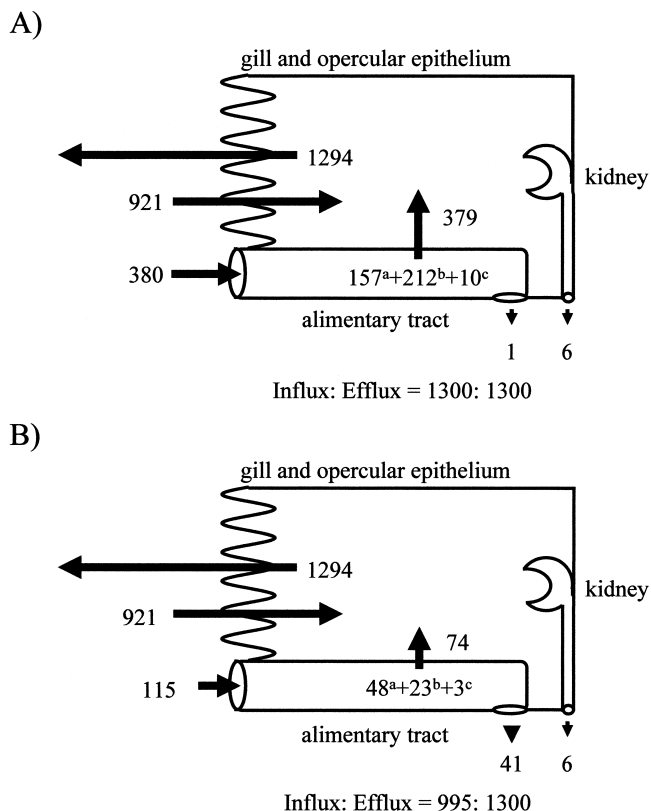 A)
gill and opercular epithelium
1294
kidney
921
379
380
157ᵃ+212ᵇ+10ᶜ
alimentary tract
1
6
Influx: Efflux = 1300: 1300
B)
gill and opercular epithelium
1294
kidney
921
74
115
48ᵃ+23ᵇ+3ᶜ
alimentary tract
41
6
Influx: Efflux = 995: 1300